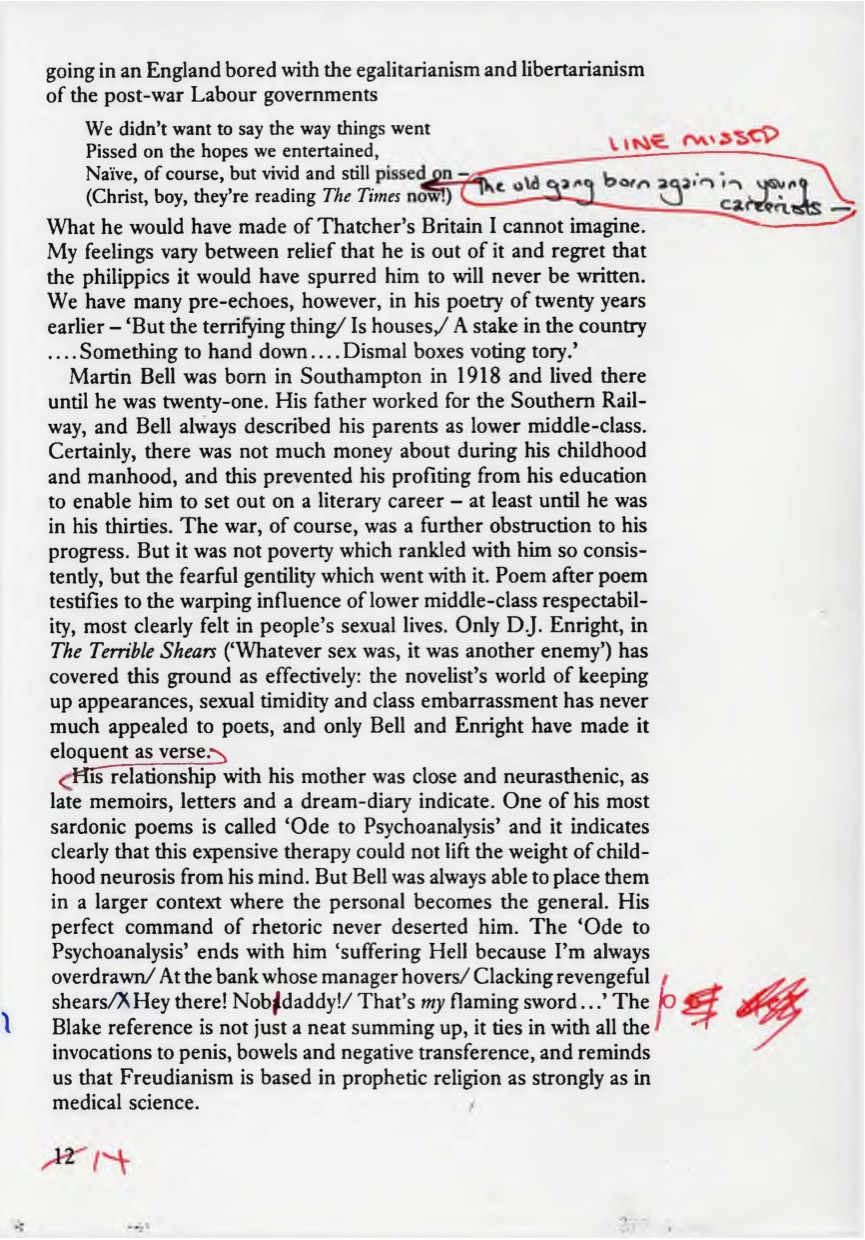 going in an England bored with the egalitarianism and libertarianism
of the post-war Labour governments
We didn't want to say the way things went
Pissed on the hopes we entertained,
LINE MISSED
Naïve, of course, but vivid and still pissed on –
The old gang born again in young
careerists –
(Christ, boy, they're reading The Times now!)
What he would have made of Thatcher's Britain I cannot imagine.
My feelings vary between relief that he is out of it and regret that
the philippics it would have spurred him to will never be written.
We have many pre-echoes, however, in his poetry of twenty years
earlier – 'But the terrifying thing/ Is houses,/ A stake in the country
....Something to hand down....Dismal boxes voting tory.'
Martin Bell was born in Southampton in 1918 and lived there
until he was twenty-one. His father worked for the Southern Rail-
way, and Bell always described his parents as lower middle-class.
Certainly, there was not much money about during his childhood
and manhood, and this prevented his profiting from his education
to enable him to set out on a literary career – at least until he was
in his thirties. The war, of course, was a further obstruction to his
progress. But it was not poverty which rankled with him so consis-
tently, but the fearful gentility which went with it. Poem after poem
testifies to the warping influence of lower middle-class respectabil-
ity, most clearly felt in people's sexual lives. Only D.J. Enright, in
The Terrible Shears ('Whatever sex was, it was another enemy') has
covered this ground as effectively: the novelist's world of keeping
up appearances, sexual timidity and class embarrassment has never
much appealed to poets, and only Bell and Enright have made it
eloquent as verse.
His relationship with his mother was close and neurasthenic, as
late memoirs, letters and a dream-diary indicate. One of his most
sardonic poems is called 'Ode to Psychoanalysis' and it indicates
clearly that this expensive therapy could not lift the weight of child-
hood neurosis from his mind. But Bell was always able to place them
in a larger context where the personal becomes the general. His
perfect command of rhetoric never deserted him. The 'Ode to
Psychoanalysis' ends with him 'suffering Hell because I'm always
overdrawn/ At the bank whose manager hovers/ Clacking revengeful
shears/ Hey there! Nobdaddy!/ That's my flaming sword...' The
Blake reference is not just a neat summing up, it ties in with all the
invocations to penis, bowels and negative transference, and reminds
us that Freudianism is based in prophetic religion as strongly as in
medical science.
12 14